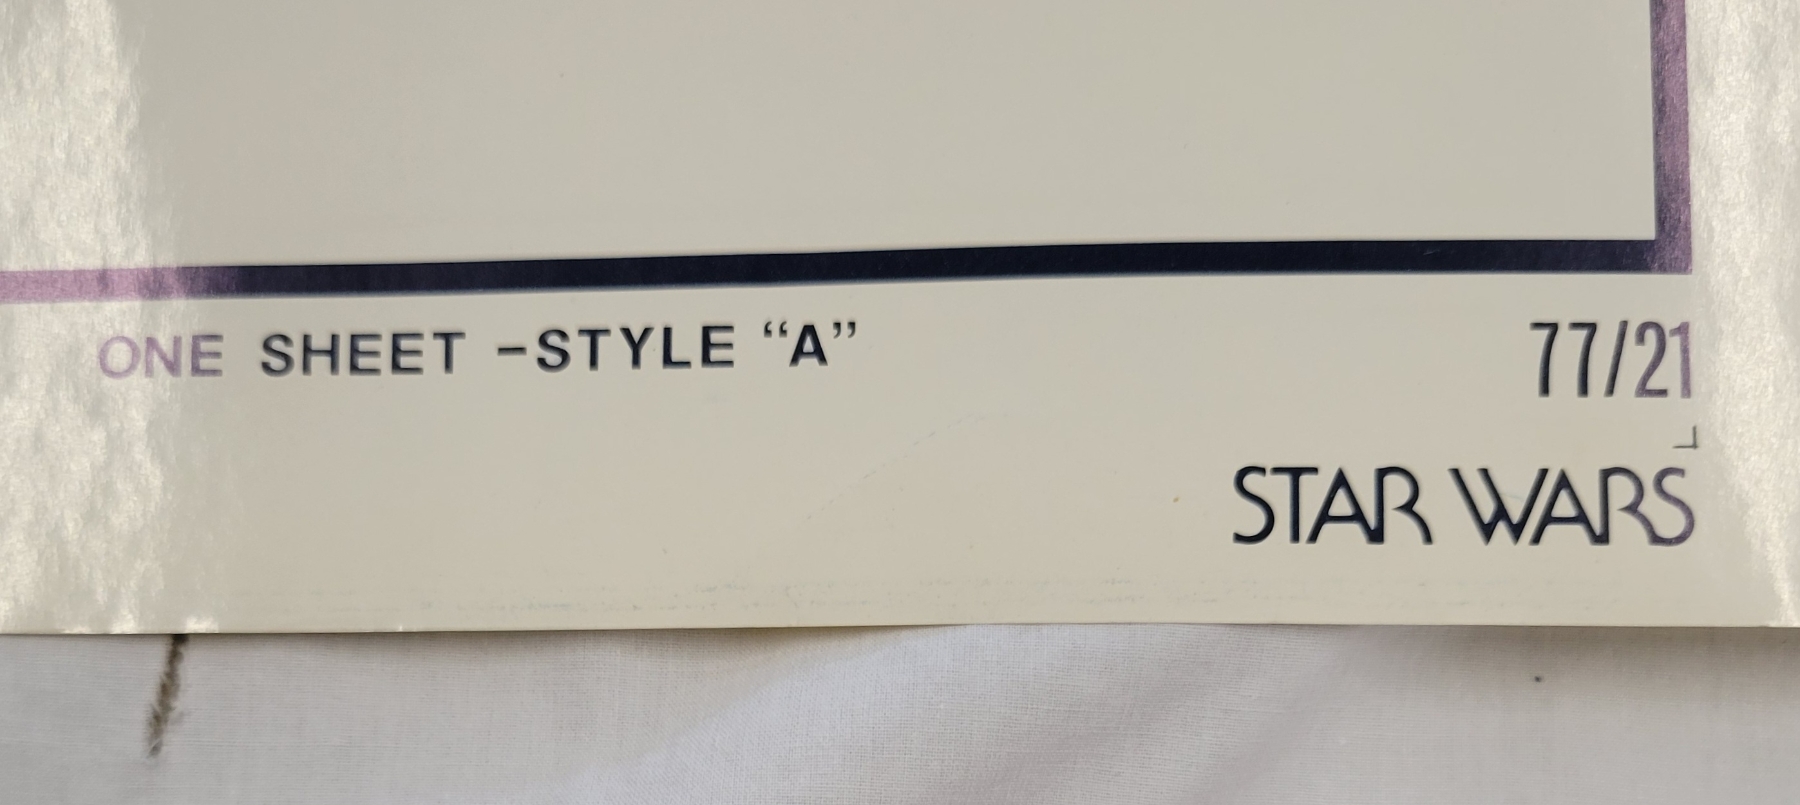 ONE SHEET –STYLE “A”
77/21
STAR WARS